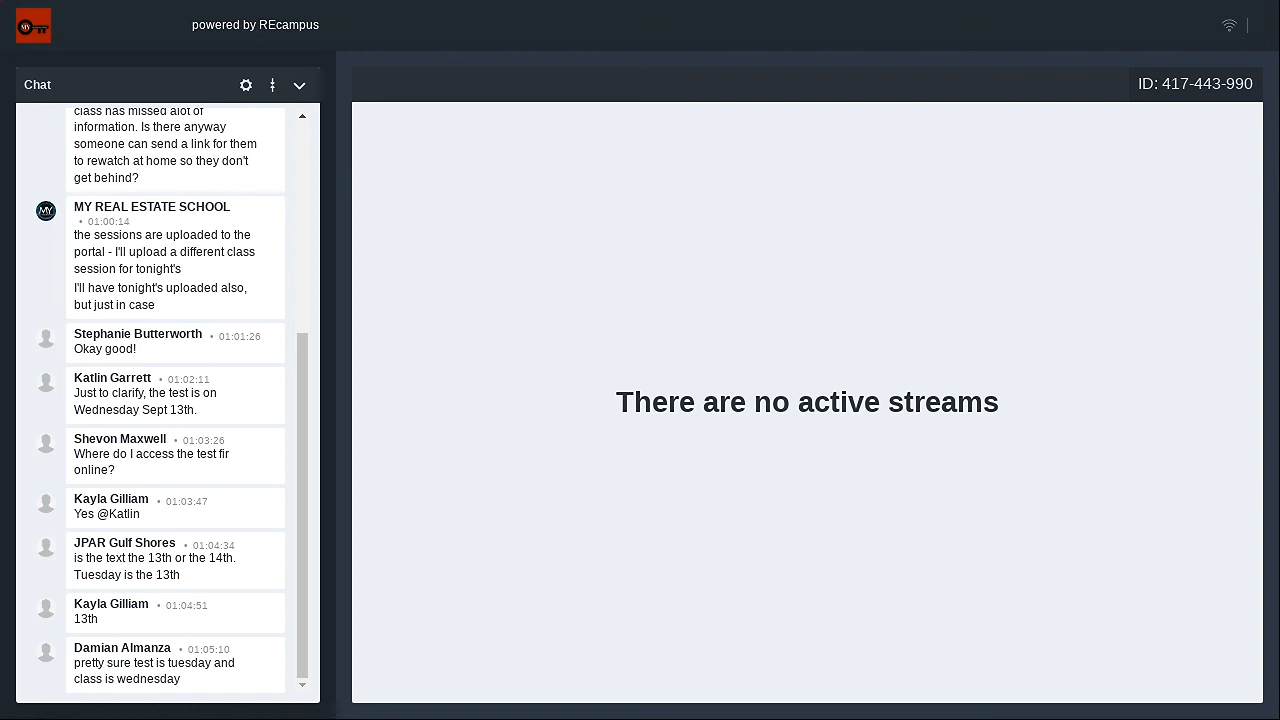 MY
powered by REcampus
Chat
ID: 417-443-990
class has missed alot of
information. Is there anyway
someone can send a link for them
to rewatch at home so they don't
get behind?
MY
MY REAL ESTATE SCHOOL
• 01:00:14
the sessions are uploaded to the
portal - I'll upload a different class
session for tonight's
I'll have tonight's uploaded also,
but just in case
Stephanie Butterworth • 01:01:26
Okay good!
Katlin Garrett • 01:02:11
Just to clarify, the test is on
Wednesday Sept 13th.
Shevon Maxwell • 01:03:26
Where do I access the test fir
online?
Kayla Gilliam • 01:03:47
Yes @Katlin
JPAR Gulf Shores • 01:04:34
is the text the 13th or the 14th.
Tuesday is the 13th
Kayla Gilliam • 01:04:51
13th
Damian Almanza • 01:05:10
pretty sure test is tuesday and
class is wednesday
There are no active streams